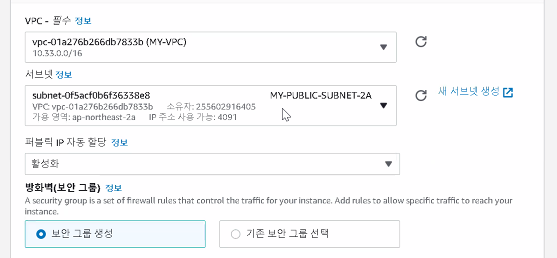 VPC - 필수 정보
vpc-01a276b266db7833b (MY-VPC)
10.33.0.0/16
서브넷 정보
subnet-0f5acf0b6f36338e8 MY-PUBLIC-SUBNET-2A
VPC: vpc-01a276b266db7833b 소유자: 255602916405
가용 영역: ap-northeast-2a IP 주소 사용 가능: 4091
새 서브넷 생성
퍼블릭 IP 자동 할당 정보
활성화
방화벽(보안 그룹) 정보
A security group is a set of firewall rules that control the traffic for your instance. Add rules to allow specific traffic to reach your
instance.
보안 그룹 생성 기존 보안 그룹 선택